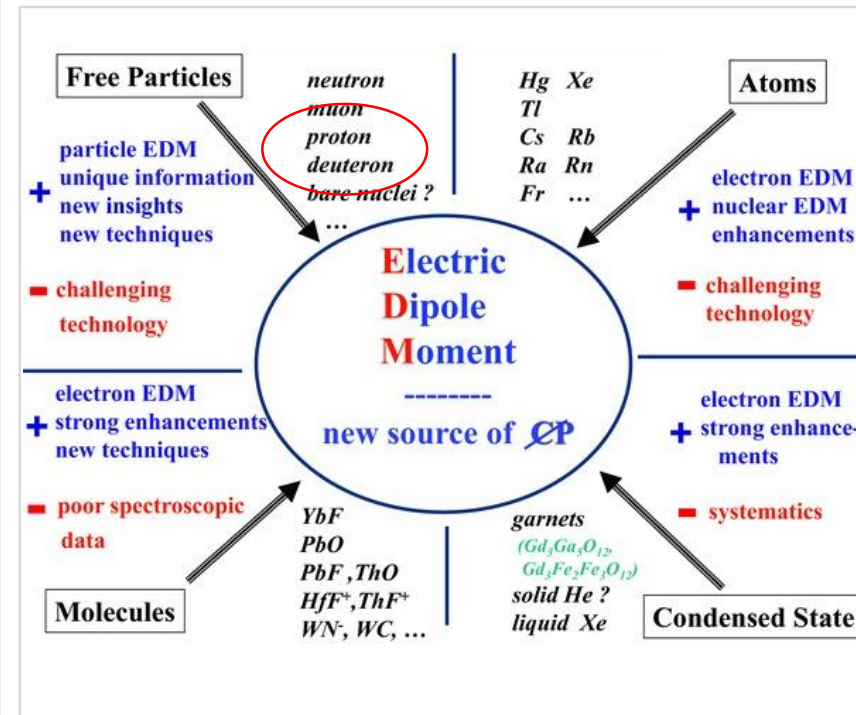 Free Particles
neutron
muon
proton
deuteron
bare nuclei ?
...
Hg Xe
Tl
Cs Rb
Ra Rn
Fr ...
Atoms
+ particle EDM
unique information
new insights
new techniques
- challenging
technology
+ electron EDM
nuclear EDM
enhancements
- challenging
technology
Electric
Dipole
Moment
--------
new source of CP
+ electron EDM
strong enhancements
new techniques
- poor spectroscopic
data
+ electron EDM
strong enhance-
ments
- systematics
Molecules
YbF
PbO
PbF ,ThO
HfF⁺,ThF⁺
WN⁻, WC, ...
garnets
(Gd₃Ga₅O₁₂,
Gd₃Fe₂Fe₃O₁₂)
solid He ?
liquid Xe
Condensed State